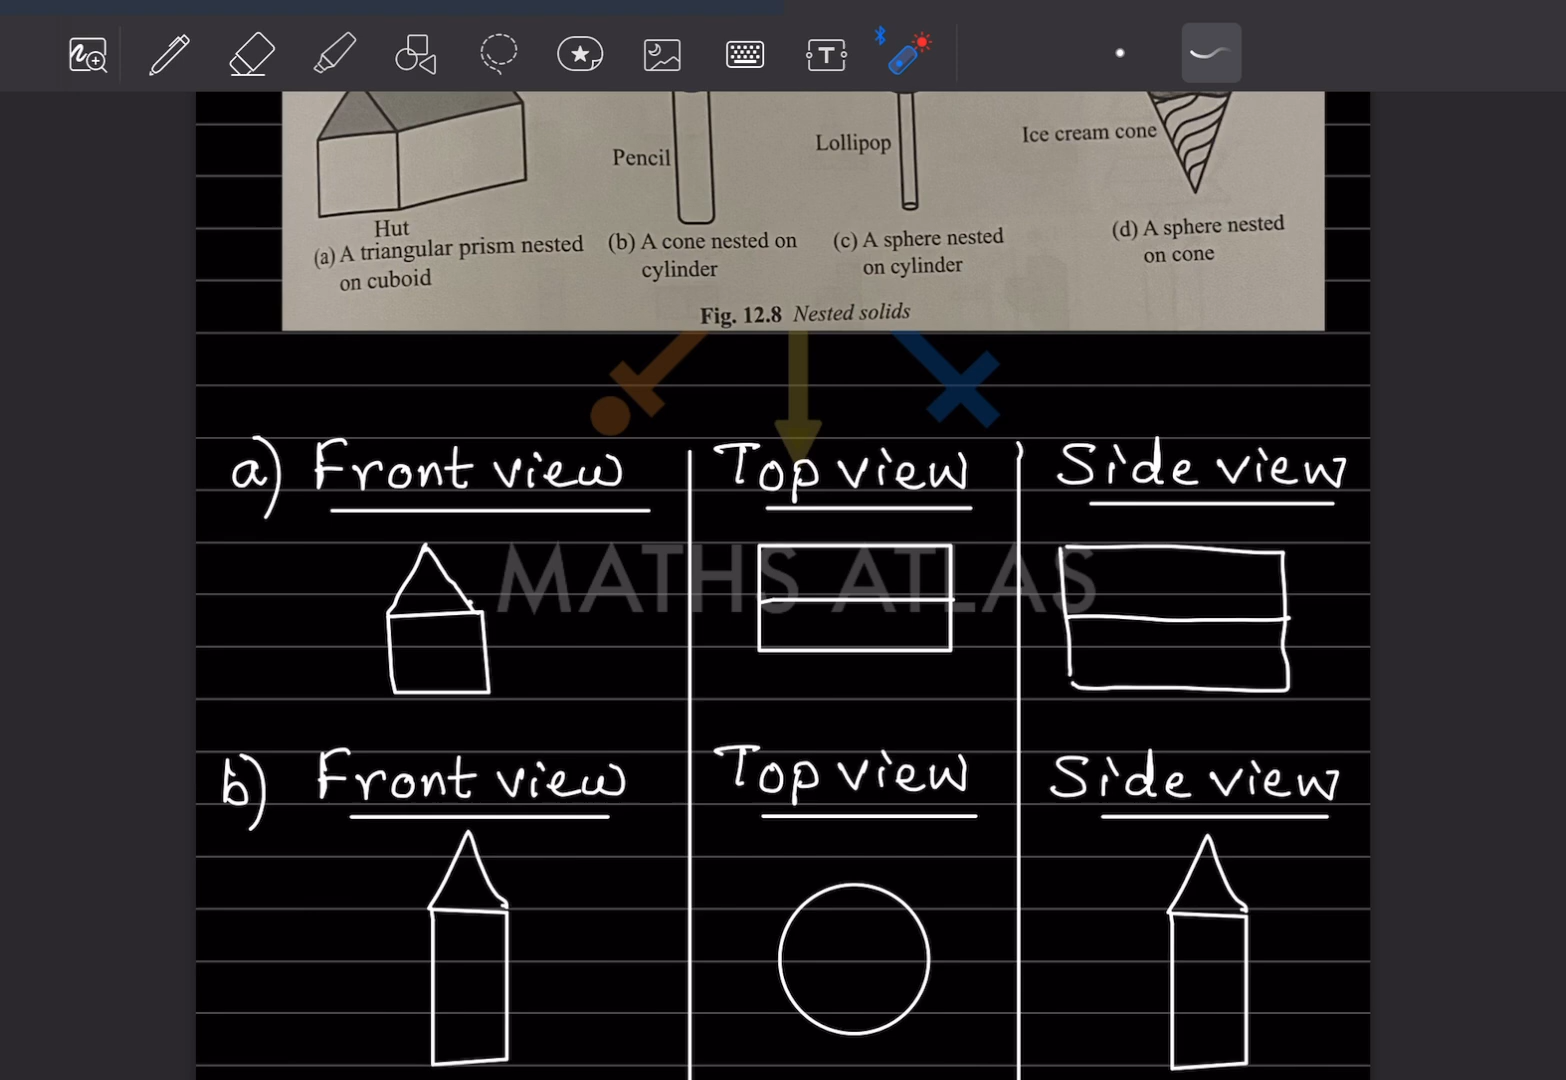 Pencil
Lollipop
Ice cream cone
Hut
(a) A triangular prism nested
on cuboid
(b) A cone nested on
cylinder
(c) A sphere nested
on cylinder
(d) A sphere nested
on cone
Fig. 12.8 Nested solids
a) Front view Top view Side view
MATHS ATLAS
b) Front view Top view Side view